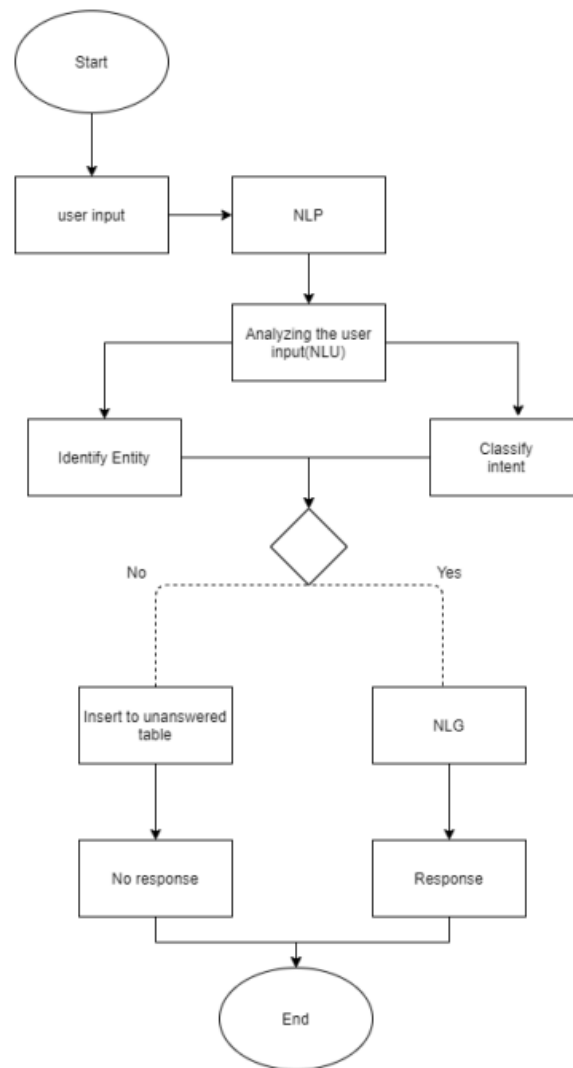 Start
user input
NLP
Analyzing the user
input(NLU)
Identify Entity
Classify
intent
No
Yes
Insert to unanswered
table
NLG
No response
Response
End